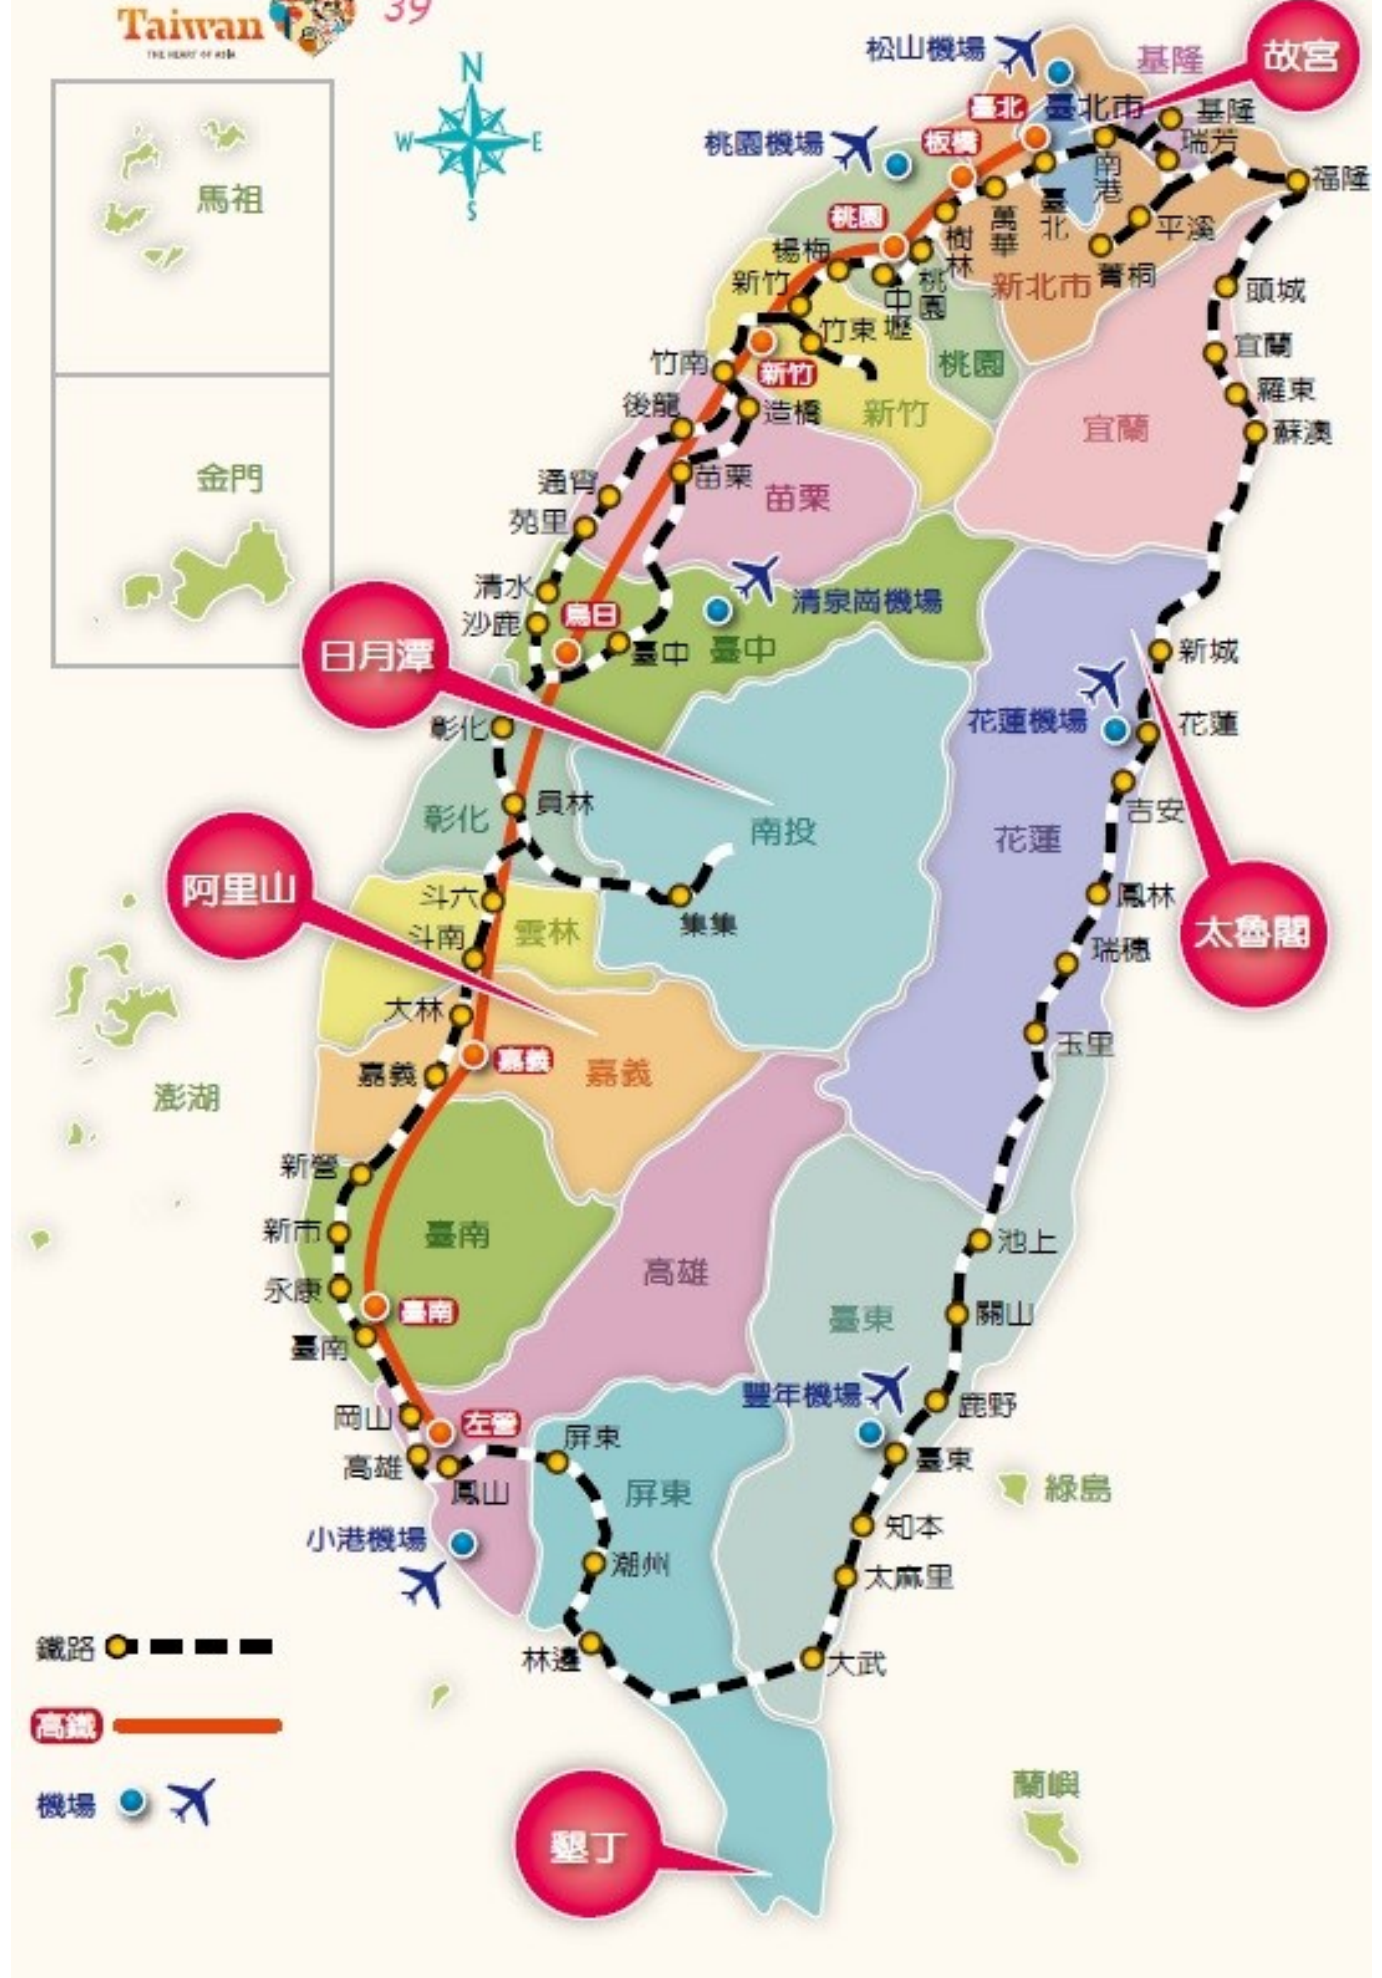 Taiwan
THE HEART OF ASIA
39
N
W
E
S
馬祖
金門
澎湖
松山機場
基隆
故宮
臺北
臺北市
基隆
桃園機場
板橋
南港
瑞芳
福隆
桃園
萬華
臺北
平溪
樹林
楊梅
新北市
菁桐
新竹
中壢
桃園
頭城
竹東
宜蘭
竹南
新竹
桃園
羅東
後龍
造橋
新竹
宜蘭
蘇澳
通宵
苗栗
苗栗
苑里
清水
清泉崗機場
沙鹿
烏日
臺中
臺中
日月潭
新城
彰化
花蓮機場
花蓮
彰化
員林
南投
花蓮
吉安
阿里山
斗六
鳳林
斗南
雲林
集集
太魯閣
瑞穗
大林
玉里
嘉義
嘉義
嘉義
新營
新市
臺南
池上
永康
臺南
高雄
臺東
關山
臺南
豐年機場
岡山
左營
屏東
鹿野
高雄
鳳山
屏東
臺東
綠島
小港機場
知本
潮州
太麻里
鐵路
林邊
大武
高鐵
蘭嶼
機場
墾丁